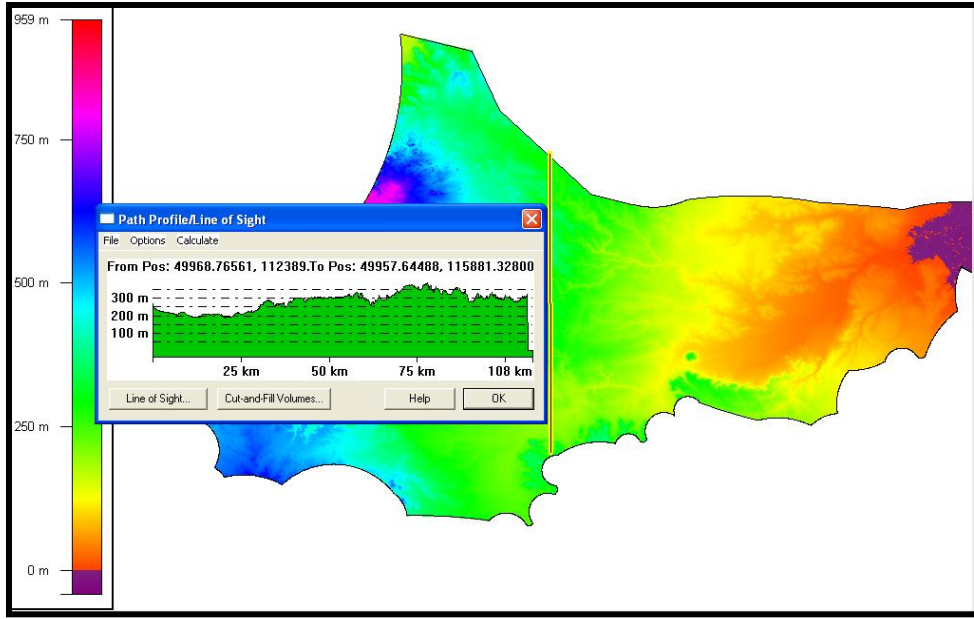 959 m
750 m
500 m
250 m
0 m
Path Profile/Line of Sight
File Options Calculate
From Pos: 49968.76561, 112389.To Pos: 49957.64488, 115881.32800
300 m
200 m
100 m
25 km 50 km 75 km 108 km
Line of Sight... Cut-and-Fill Volumes... Help OK